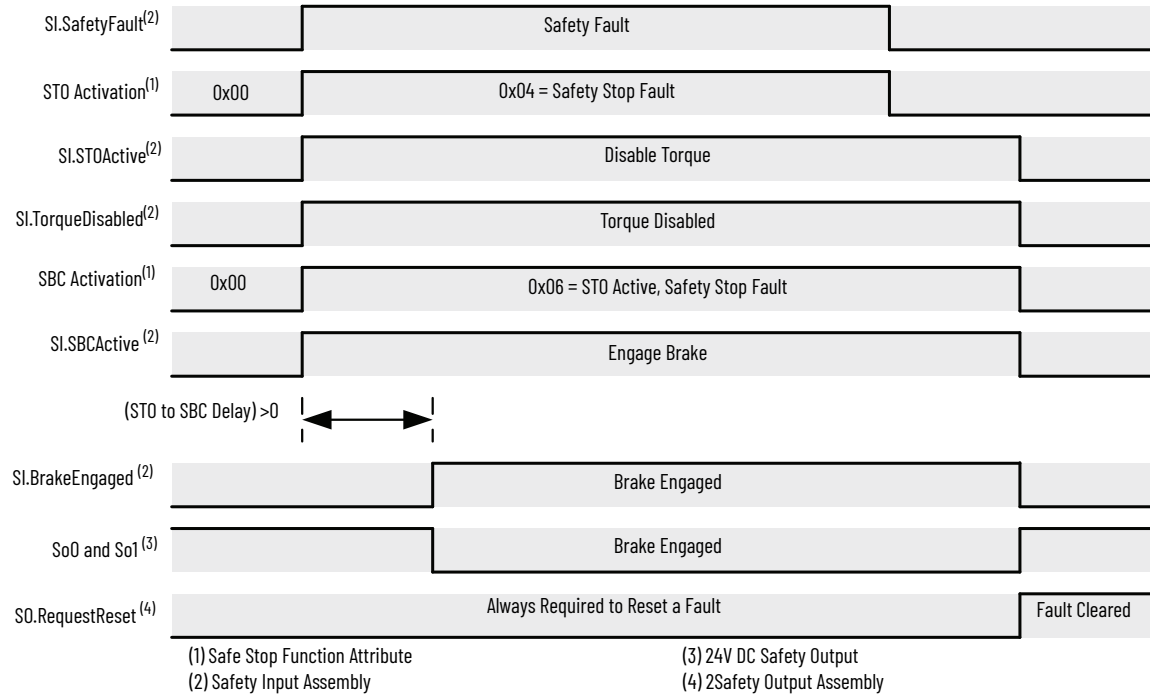 SI.SafetyFault(2)
Safety Fault
STO Activation(1)
0x00
0x04 = Safety Stop Fault
SI.STOActive(2)
Disable Torque
SI.TorqueDisabled(2)
Torque Disabled
SBC Activation(1)
0x00
0x06 = STO Active, Safety Stop Fault
SI.SBCActive (2)
Engage Brake
(STO to SBC Delay) >0
SI.BrakeEngaged (2)
Brake Engaged
So0 and So1 (3)
Brake Engaged
SO.RequestReset (4)
Always Required to Reset a Fault
Fault Cleared
(1) Safe Stop Function Attribute
(2) Safety Input Assembly
(3) 24V DC Safety Output
(4) 2Safety Output Assembly